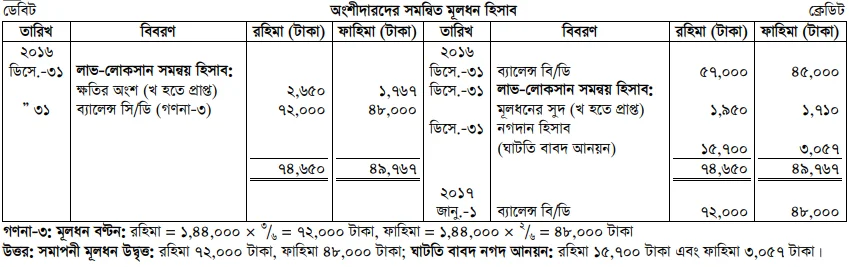 ডেবিট অংশীদারদের সমন্বিত মূলধন হিসাব ক্রেডিট
তারিখ বিবরণ রহিমা (টাকা) ফাহিমা (টাকা) তারিখ বিবরণ রহিমা (টাকা) ফাহিমা (টাকা)
২০১৬ ২০১৬
ডিসে.-৩১ লাভ-লোকসান সমন্বয় হিসাব: ডিসে.-৩১ ব্যালেন্স বি/ডি ৫৭,০০০ ৪৫,০০০
ক্ষতির অংশ (খ হতে প্রাপ্ত) ২,৬৫০ ১,৭৬৭ ডিসে.-৩১ লাভ-লোকসান সমন্বয় হিসাব:
” ৩১ ব্যালেন্স সি/ডি (গণনা-৩) ৭২,০০০ ৪৮,০০০ মূলধনের সুদ (খ হতে প্রাপ্ত) ১,৯৫০ ১,৭১০
ডিসে.-৩১ নগদান হিসাব
(ঘাটতি বাবদ আনয়ন) ১৫,৭০০ ৩,০৫৭
৭৪,৬৫০ ৪৯,৭৬৭ ৭৪,৬৫০ ৪৯,৭৬৭
২০১৭
জানু.-১ ব্যালেন্স বি/ডি ৭২,০০০ ৪৮,০০০
গণনা-৩: মূলধন বণ্টন: রহিমা = ১,৪৪,০০০ × ৩/৬ = ৭২,০০০ টাকা, ফাহিমা = ১,৪৪,০০০ × ২/৬ = ৪৮,০০০ টাকা
উত্তর: সমাপনী মূলধন উদ্বৃত্ত: রহিমা ৭২,০০০ টাকা, ফাহিমা ৪৮,০০০ টাকা; ঘাটতি বাবদ নগদ আনয়ন: রহিমা ১৫,৭০০ টাকা এবং ফাহিমা ৩,০৫৭ টাকা।